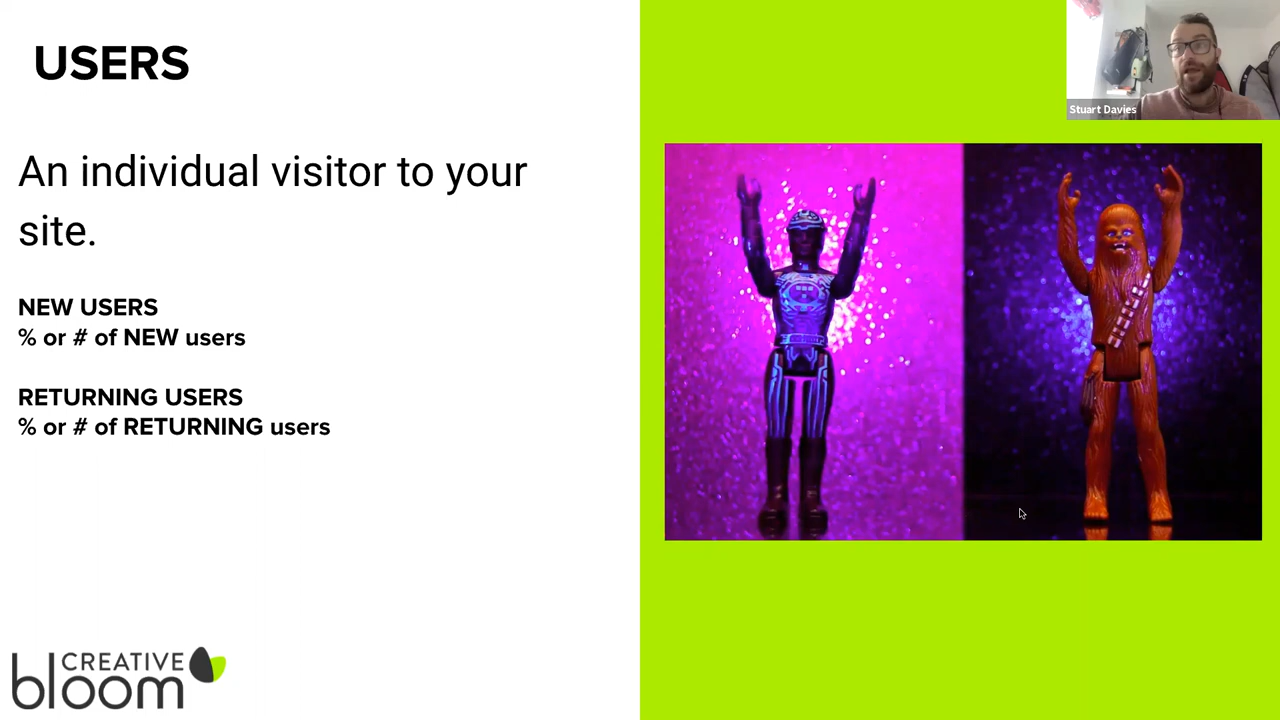 USERS
Stuart Davies
An individual visitor to your
site.
NEW USERS
% or # of NEW users
RETURNING USERS
% or # of RETURNING users
CREATIVE
bloom